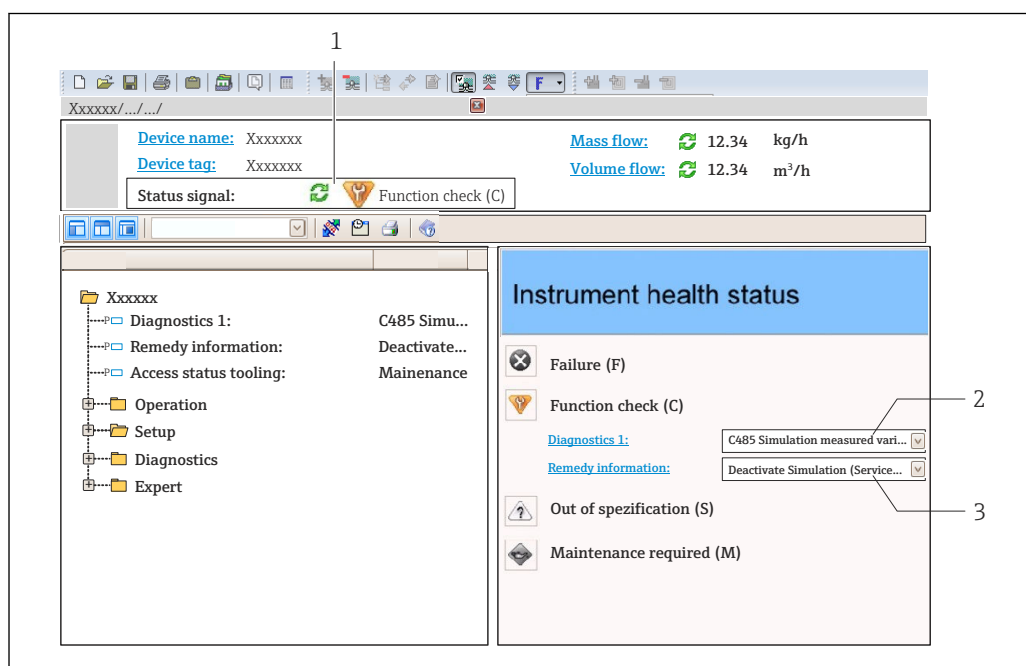 1
F
Xxxxxx/.../.../
Device name: Xxxxxxx Mass flow: 12.34 kg/h
Device tag: Xxxxxxx Volume flow: 12.34 m³/h
Status signal: Function check (C)
Xxxxxx
P Diagnostics 1: C485 Simu...
P Remedy information: Deactivate...
P Access status tooling: Mainenance
Operation
Setup
Diagnostics
Expert
Instrument health status
Failure (F)
Function check (C)
2
Diagnostics 1: C485 Simulation measured vari...
Remedy information: Deactivate Simulation (Service...
Out of spezification (S)
3
Maintenance required (M)